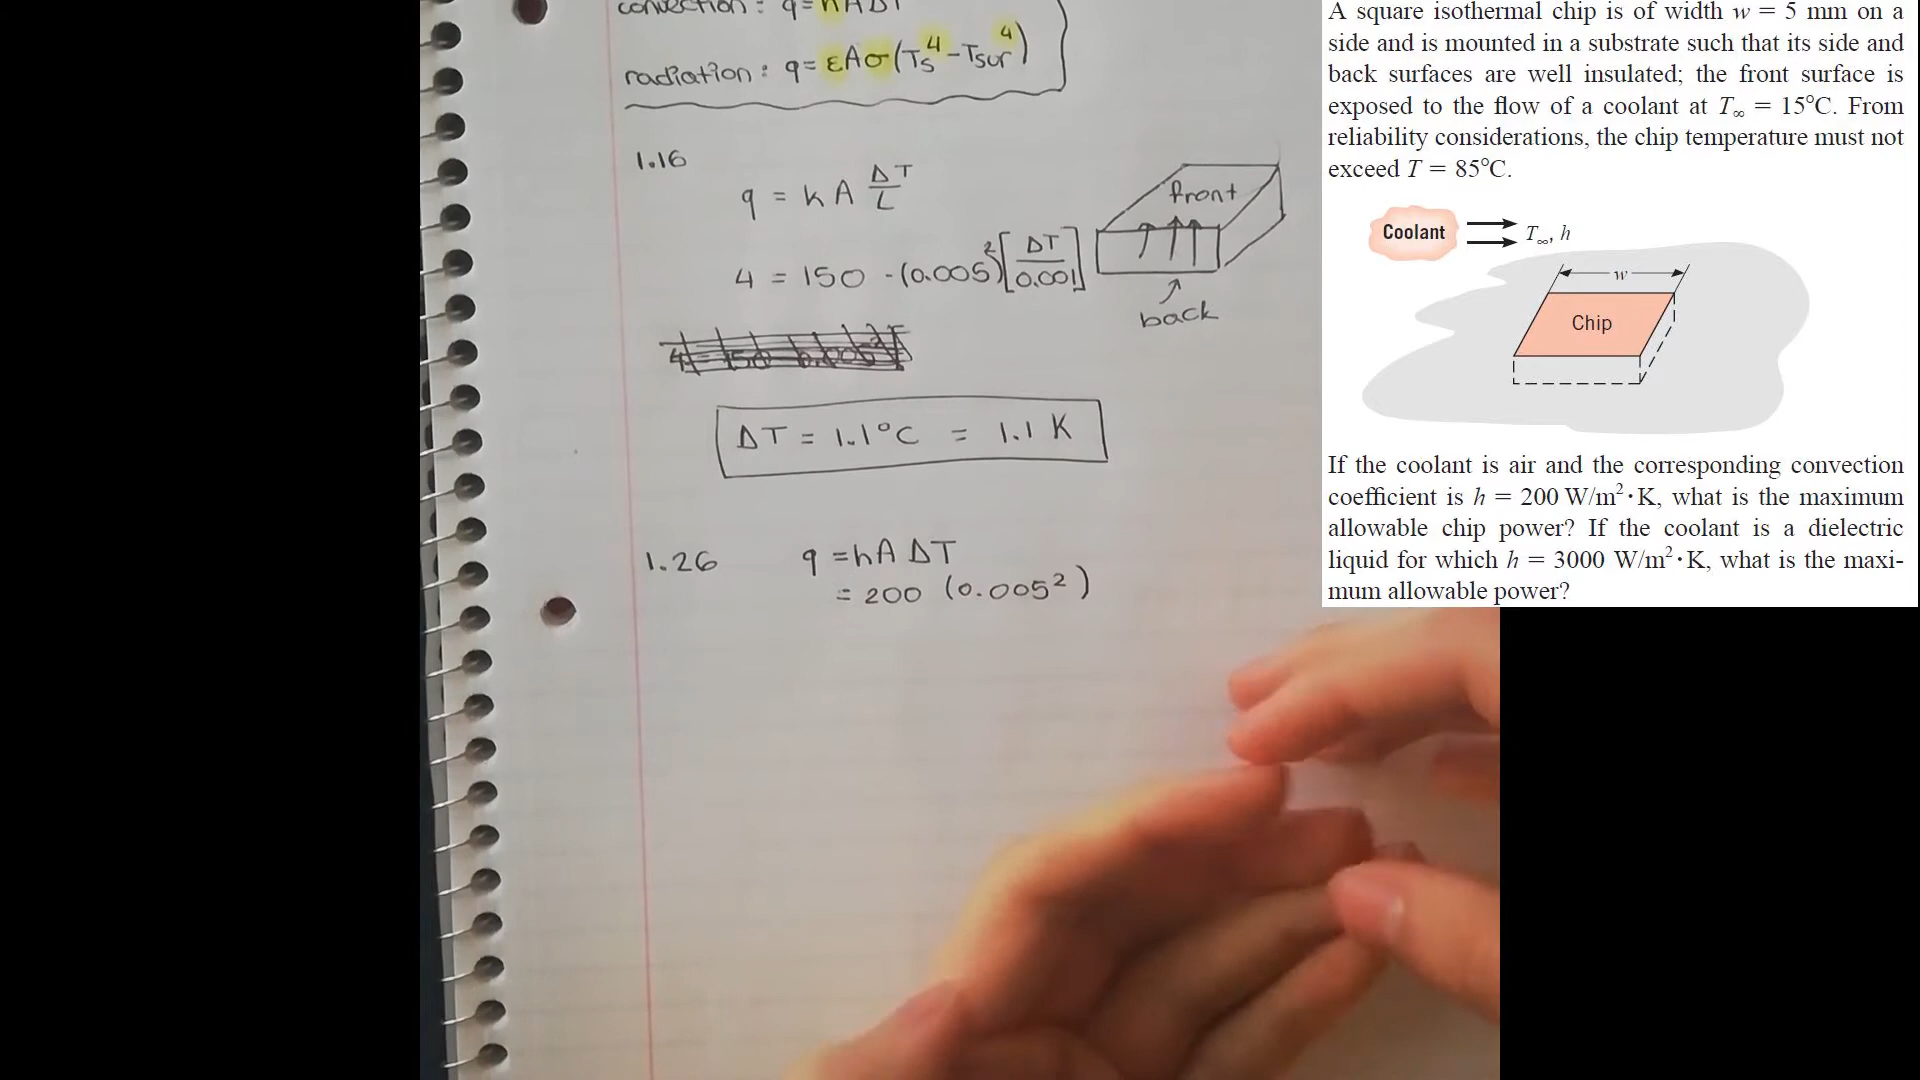 convection: q=hAΔT
radiation: q=εAσ(Ts⁴-Tsur⁴)
1.16
q = kA ΔT/L
4 = 150 - (0.005)²[ΔT/0.001]
front
back
ΔT = 1.1°C = 1.1 K
1.26 q =hA ΔT
= 200 (0.005²)
A square isothermal chip is of width w = 5 mm on a
side and is mounted in a substrate such that its side and
back surfaces are well insulated; the front surface is
exposed to the flow of a coolant at T∞ = 15°C. From
reliability considerations, the chip temperature must not
exceed T = 85°C.
Coolant
T∞, h
w
Chip
If the coolant is air and the corresponding convection
coefficient is h = 200 W/m²·K, what is the maximum
allowable chip power? If the coolant is a dielectric
liquid for which h = 3000 W/m²·K, what is the maxi-
mum allowable power?